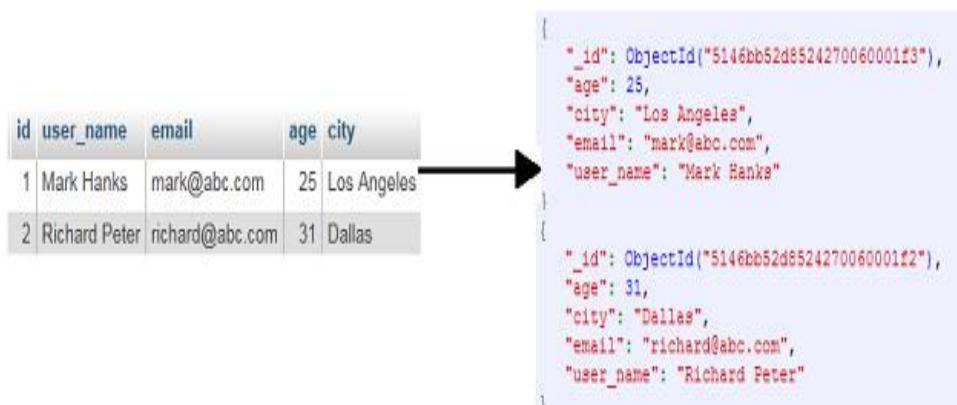 id user_name email age city
1 Mark Hanks mark@abc.com 25 Los Angeles
2 Richard Peter richard@abc.com 31 Dallas
{
"_id": ObjectId("5146bb52d8524270060001f3"),
"age": 25,
"city": "Los Angeles",
"email": "mark@abc.com",
"user_name": "Mark Hanks"
}
{
"_id": ObjectId("5146bb52d8524270060001f2"),
"age": 31,
"city": "Dallas",
"email": "richard@abc.com",
"user_name": "Richard Peter"
}